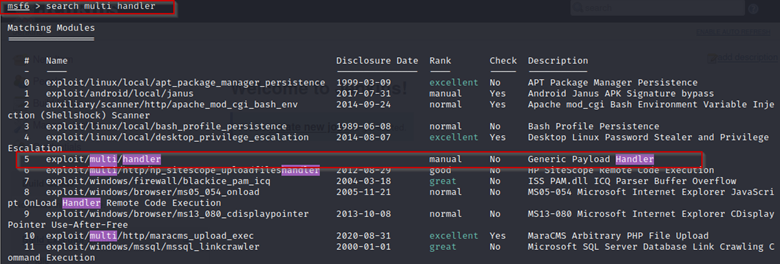 msf6 > search multi handler
Matching Modules
================
# Name Disclosure Date Rank Check Description
- ---- --------------- ---- ----- -----------
0 exploit/linux/local/apt_package_manager_persistence 1999-03-09 excellent No APT Package Manager Persistence
1 exploit/android/local/janus 2017-07-31 manual Yes Android Janus APK Signature bypass
2 auxiliary/scanner/http/apache_mod_cgi_bash_env 2014-09-24 normal Yes Apache mod_cgi Bash Environment Variable Inje
ction (Shellshock) Scanner
3 exploit/linux/local/bash_profile_persistence 1989-06-08 normal No Bash Profile Persistence
4 exploit/linux/local/desktop_privilege_escalation 2014-08-07 excellent Yes Desktop Linux Password Stealer and Privilege
Escalation
5 exploit/multi/handler manual No Generic Payload Handler
6 exploit/multi/http/hp_sitescope_uploadfileshandler 2012-08-29 good No HP SiteScope Remote Code Execution
7 exploit/windows/firewall/blackice_pam_icq 2004-03-18 great No ISS PAM.dll ICQ Parser Buffer Overflow
8 exploit/windows/browser/ms05_054_onload 2005-11-21 normal No MS05-054 Microsoft Internet Explorer JavaScri
pt OnLoad Handler Remote Code Execution
9 exploit/windows/browser/ms13_080_cdisplaypointer 2013-10-08 normal No MS13-080 Microsoft Internet Explorer CDisplay
Pointer Use-After-Free
10 exploit/multi/http/maracms_upload_exec 2020-08-31 excellent Yes MaraCMS Arbitrary PHP File Upload
11 exploit/windows/mssql/mssql_linkcrawler 2000-01-01 great No Microsoft SQL Server Database Link Crawling C
ommand Execution